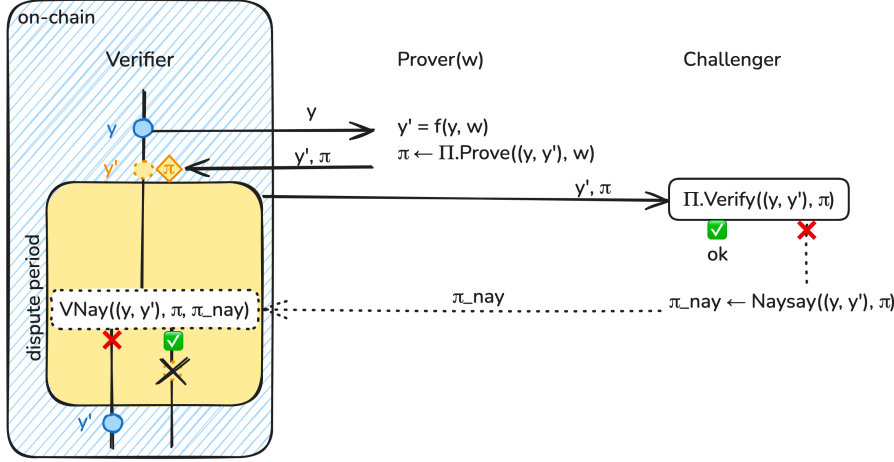 on-chain
Verifier
Prover(w)
Challenger
y
y
y' = f(y, w)
π ← Π.Prove((y, y'), w)
y'
π
y', π
y', π
Π.Verify((y, y'), π)
ok
dispute period
VNay((y, y'), π, π_nay)
π_nay
π_nay ← Naysay((y, y'), π)
y'